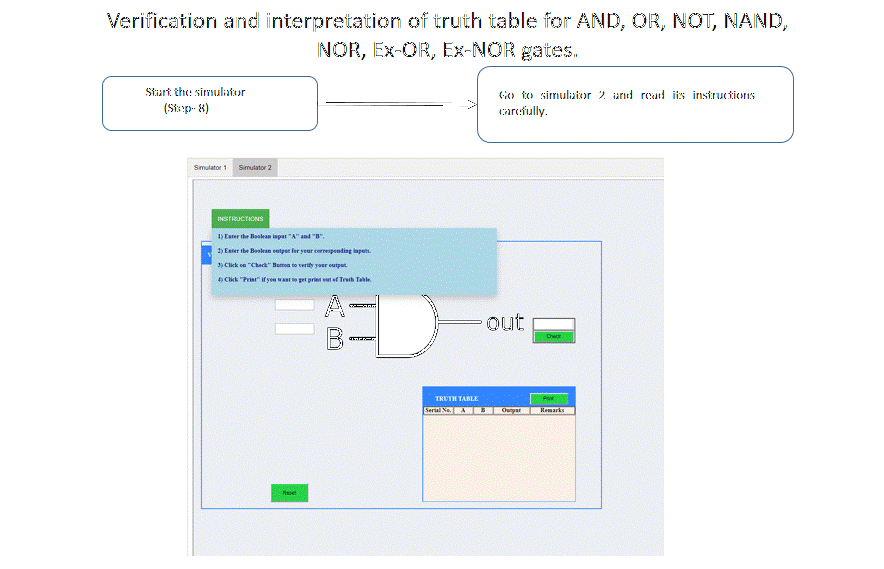 Verification and interpretation of truth table for AND, OR, NOT, NAND,
NOR, Ex-OR, Ex-NOR gates.
Start the simulator
(Step- 8)
Go to simulator 2 and read its instructions
carefully.
Simulator 1 Simulator 2
INSTRUCTIONS
1) Enter the Boolean input "A" and "B".
2) Enter the Boolean output for your corresponding inputs.
3) Click on "Check" Button to verify your output.
4) Click "Print" if you want to get print out of Truth Table.
A
B
out
Check
TRUTH TABLE Print
Serial No. A B Output Remarks
Reset